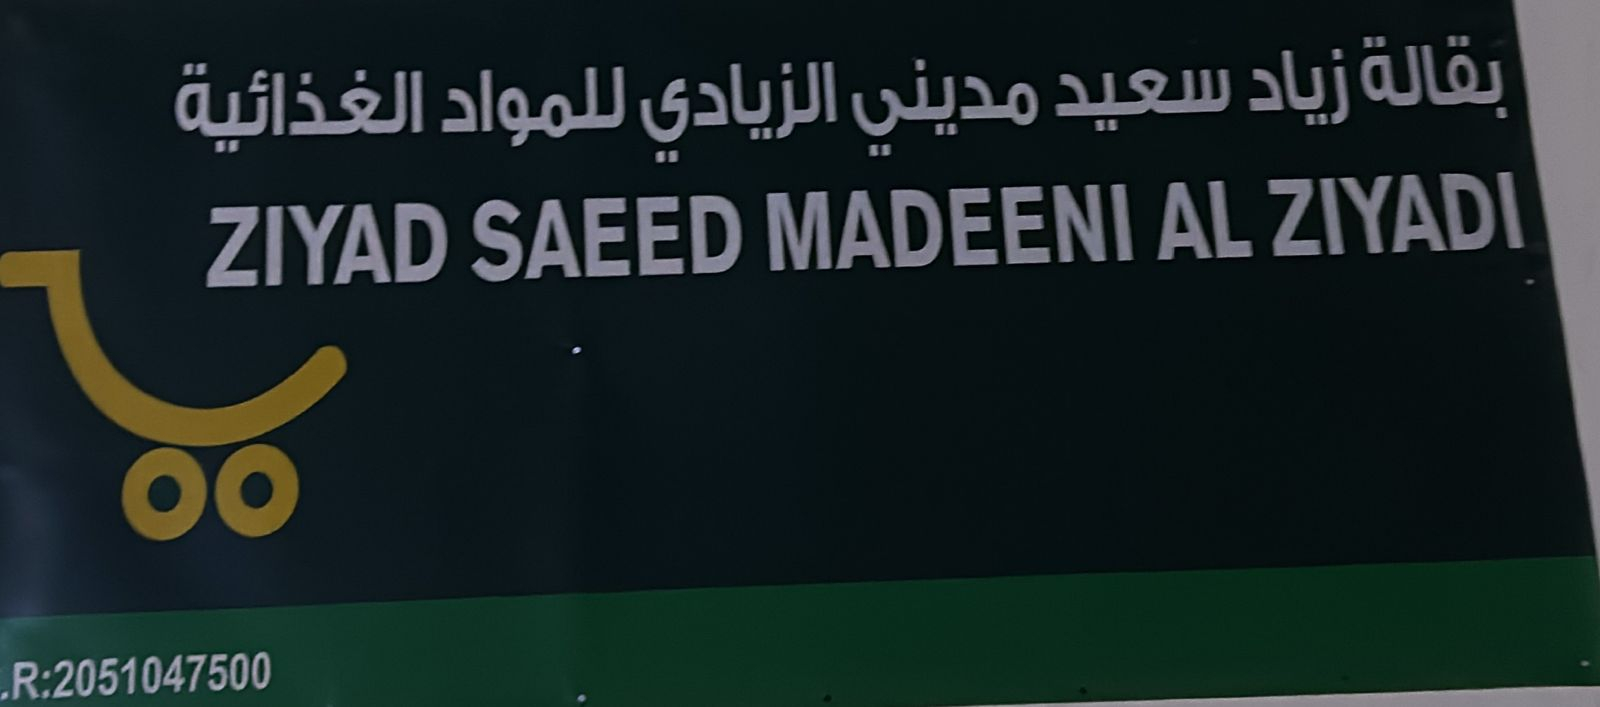 بقالة زياد سعيد مديني الزيادي للمواد الغذائية
ZIYAD SAEED MADEENI AL ZIYADI
.R:2051047500